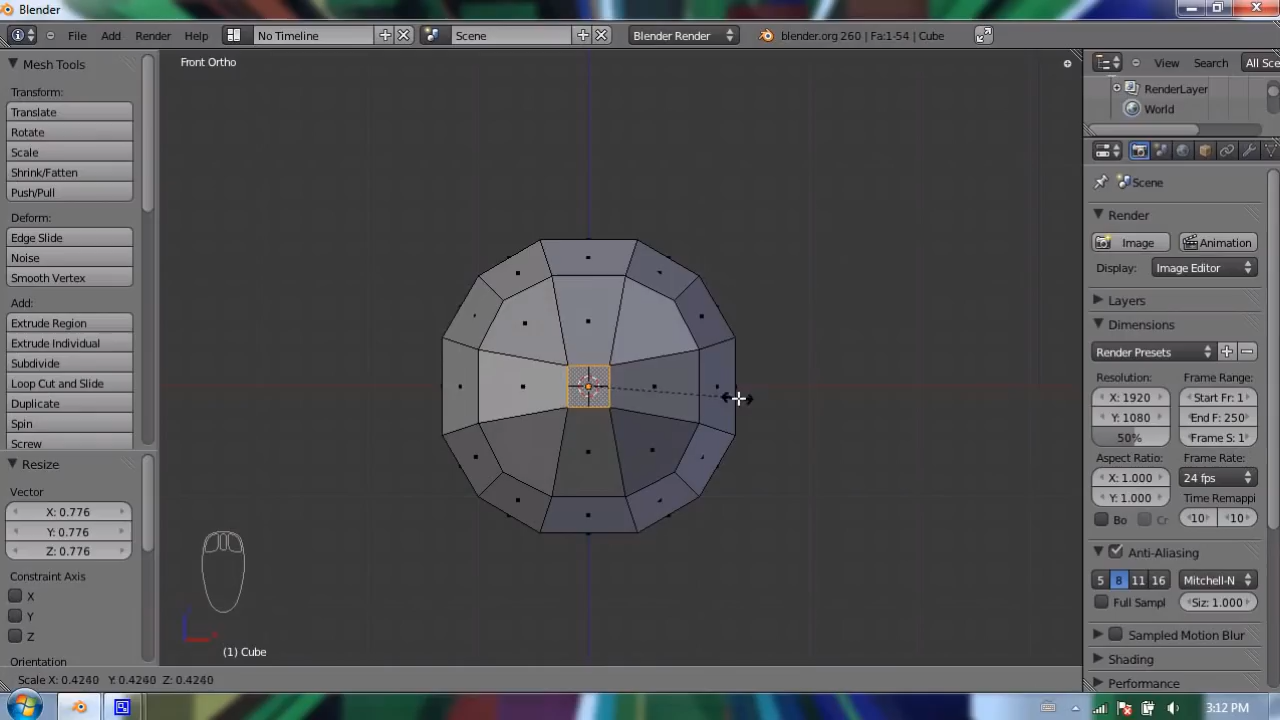 Blender
File Add Render Help No Timeline Scene Blender Render blender.org 260 | Fa:1-54 | Cube
Mesh Tools
Transform:
Translate
Rotate
Scale
Shrink/Fatten
Push/Pull
Deform:
Edge Slide
Noise
Smooth Vertex
Add:
Extrude Region
Extrude Individual
Subdivide
Loop Cut and Slide
Duplicate
Spin
Screw
Resize
Vector
X: 0.776
Y: 0.776
Z: 0.776
Constraint Axis
X
Y
Z
Orientation
Front Ortho
(1) Cube
Scale X: 0.4240 Y: 0.4240 Z: 0.4240
View Search All Sce
RenderLayer
World
Scene
Render
Image Animation
Display: Image Editor
Layers
Dimensions
Render Presets
Resolution: Frame Range:
X: 1920 Start Fr: 1
Y: 1080 End F: 250
50% Frame S: 1
Aspect Ratio: Frame Rate:
X: 1.000 24 fps
Y: 1.000 Time Remappi
Bo Cr 10 10
Anti-Aliasing
5 8 11 16 Mitchell-N
Full Sampl Siz: 1.000
Sampled Motion Blur
Shading
Performance
3:12 PM